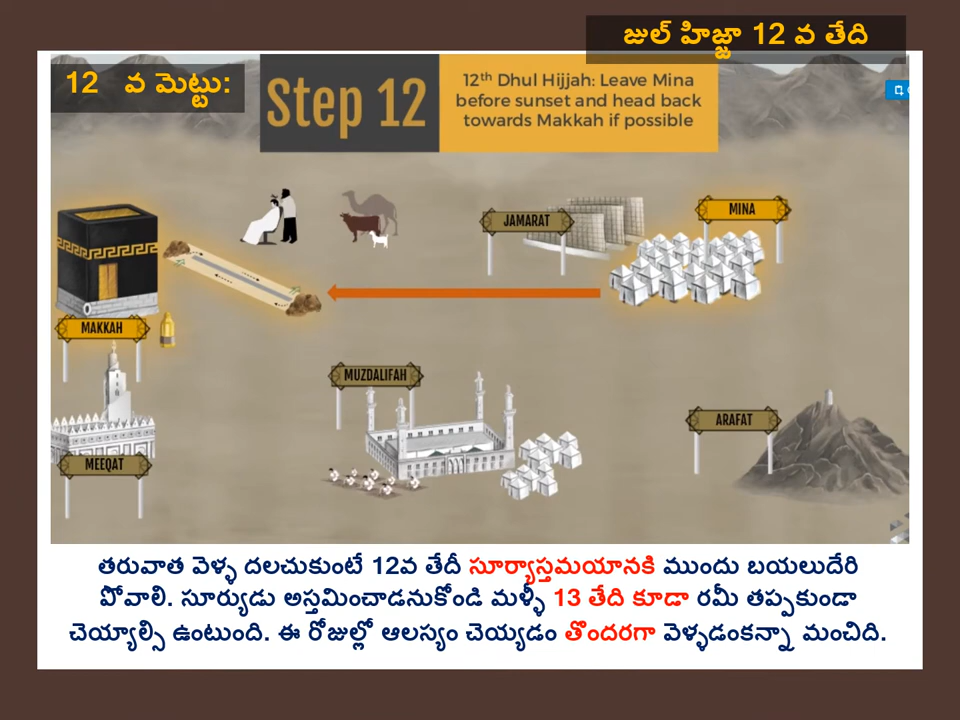 జుల్ హిజ్జా 12 వ తేది
12 వ మెట్టు:
Step 12
12th Dhul Hijjah: Leave Mina
before sunset and head back
towards Makkah if possible
JAMARAT
MINA
MAKKAH
MUZDALIFAH
ARAFAT
MEEQAT
తరువాత వెళ్ళ దలచుకుంటే 12వ తేదీ సూర్యాస్తమయానకి ముందు బయలుదేరి
పోవాలి. సూర్యుడు అస్తమించాడనుకోండి మళ్ళీ 13 తేది కూడా రమీ తప్పకుండా
చెయ్యాల్సి ఉంటుంది. ఈ రోజుల్లో ఆలస్యం చెయ్యడం తొందరగా వెళ్ళడంకన్నా మంచిది.